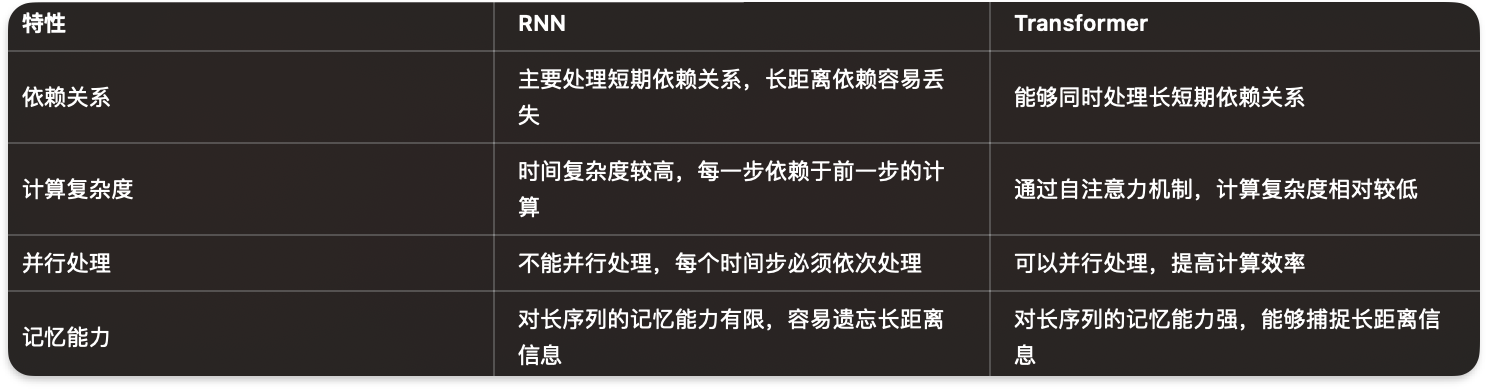 特性
RNN
Transformer
依赖关系
主要处理短期依赖关系，长距离依赖容易丢
失
能够同时处理长短期依赖关系
计算复杂度
时间复杂度较高，每一步依赖于前一步的计
算
通过自注意力机制，计算复杂度相对较低
并行处理
不能并行处理，每个时间步必须依次处理
可以并行处理，提高计算效率
记忆能力
对长序列的记忆能力有限，容易遗忘长距离
信息
对长序列的记忆能力强，能够捕捉长距离信
息